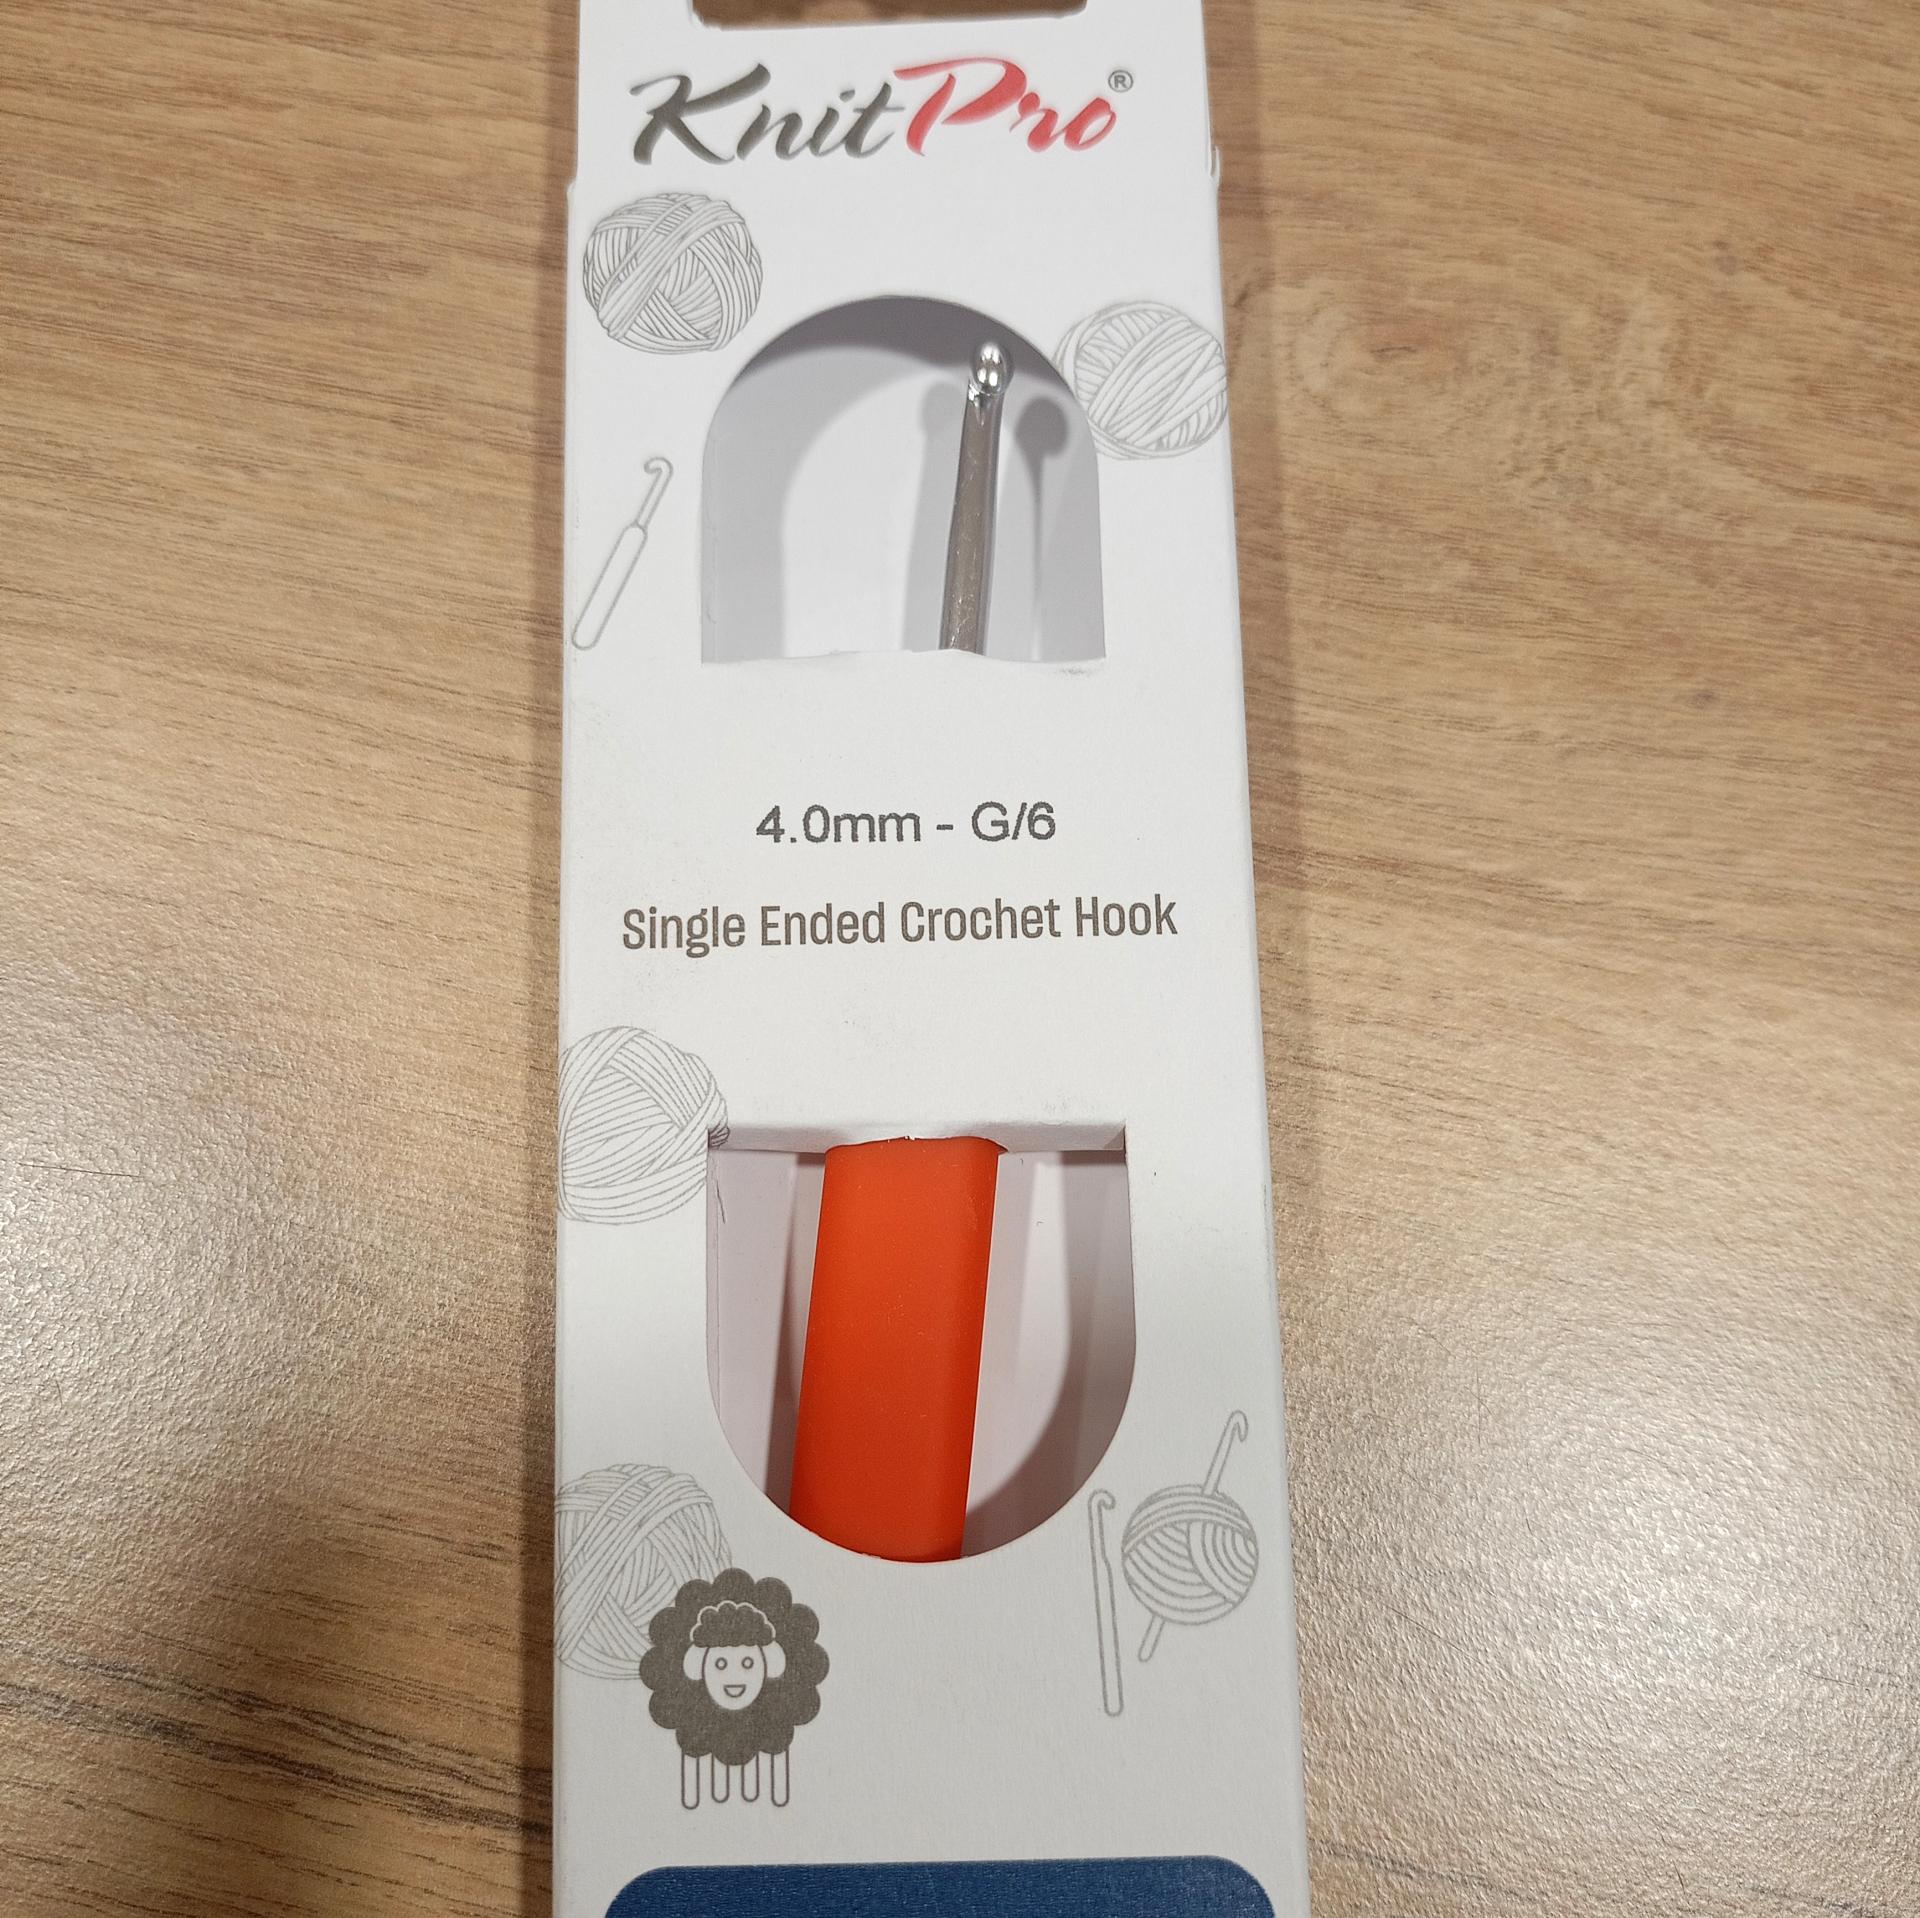 KnitPro®
4.0mm - G/6
Single Ended Crochet Hook